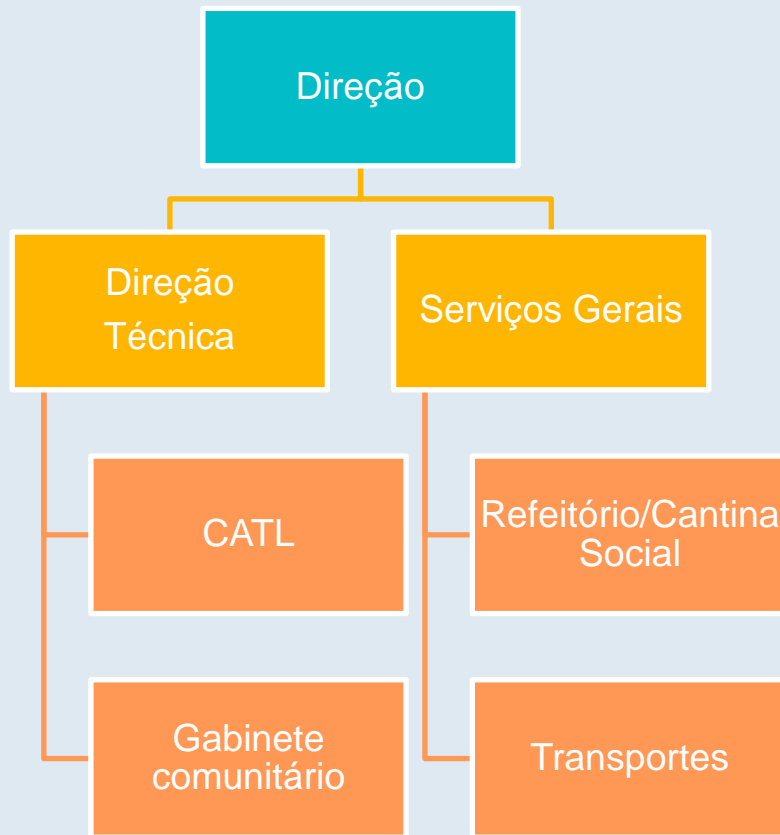 Direção
Direção
Técnica
Serviços Gerais
CATL
Refeitório/Cantina
Social
Gabinete
comunitário
Transportes